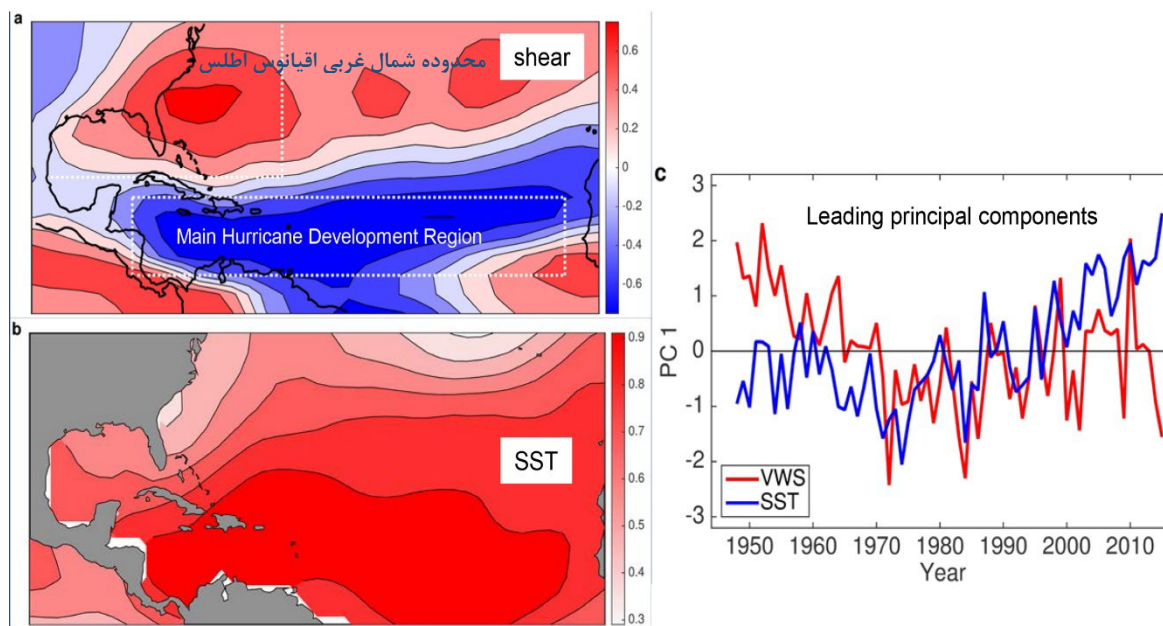 a
محدوده شمال غربی اقیانوس اطلس
shear
Main Hurricane Development Region
0.6
0.4
0.2
0
-0.2
-0.4
-0.6
b
SST
0.9
0.8
0.7
0.6
0.5
0.4
0.3
c
Leading principal components
PC 1
3
2
1
0
-1
-2
-3
VWS
SST
1950 1960 1970 1980 1990 2000 2010
Year